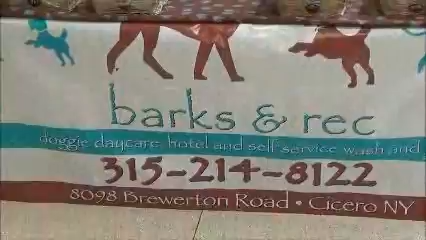 barks & rec
doggie daycare, hotel and self service wash and
315-214-8122
8098 Brewerton Road • Cicero NY